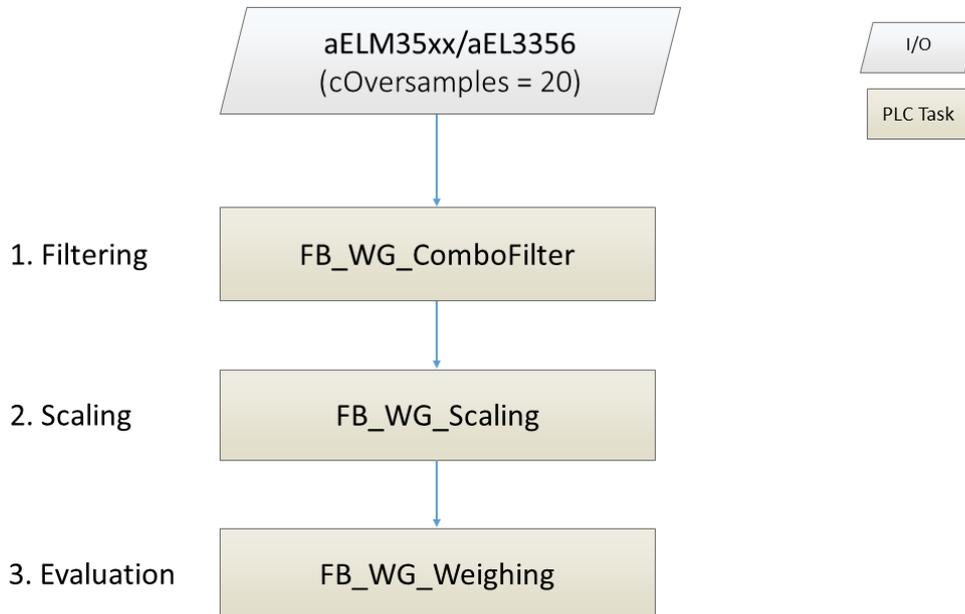 aELM35xx/aEL3356
(cOversamples = 20)
I/O
PLC Task
1. Filtering
FB_WG_ComboFilter
2. Scaling
FB_WG_Scaling
3. Evaluation
FB_WG_Weighing